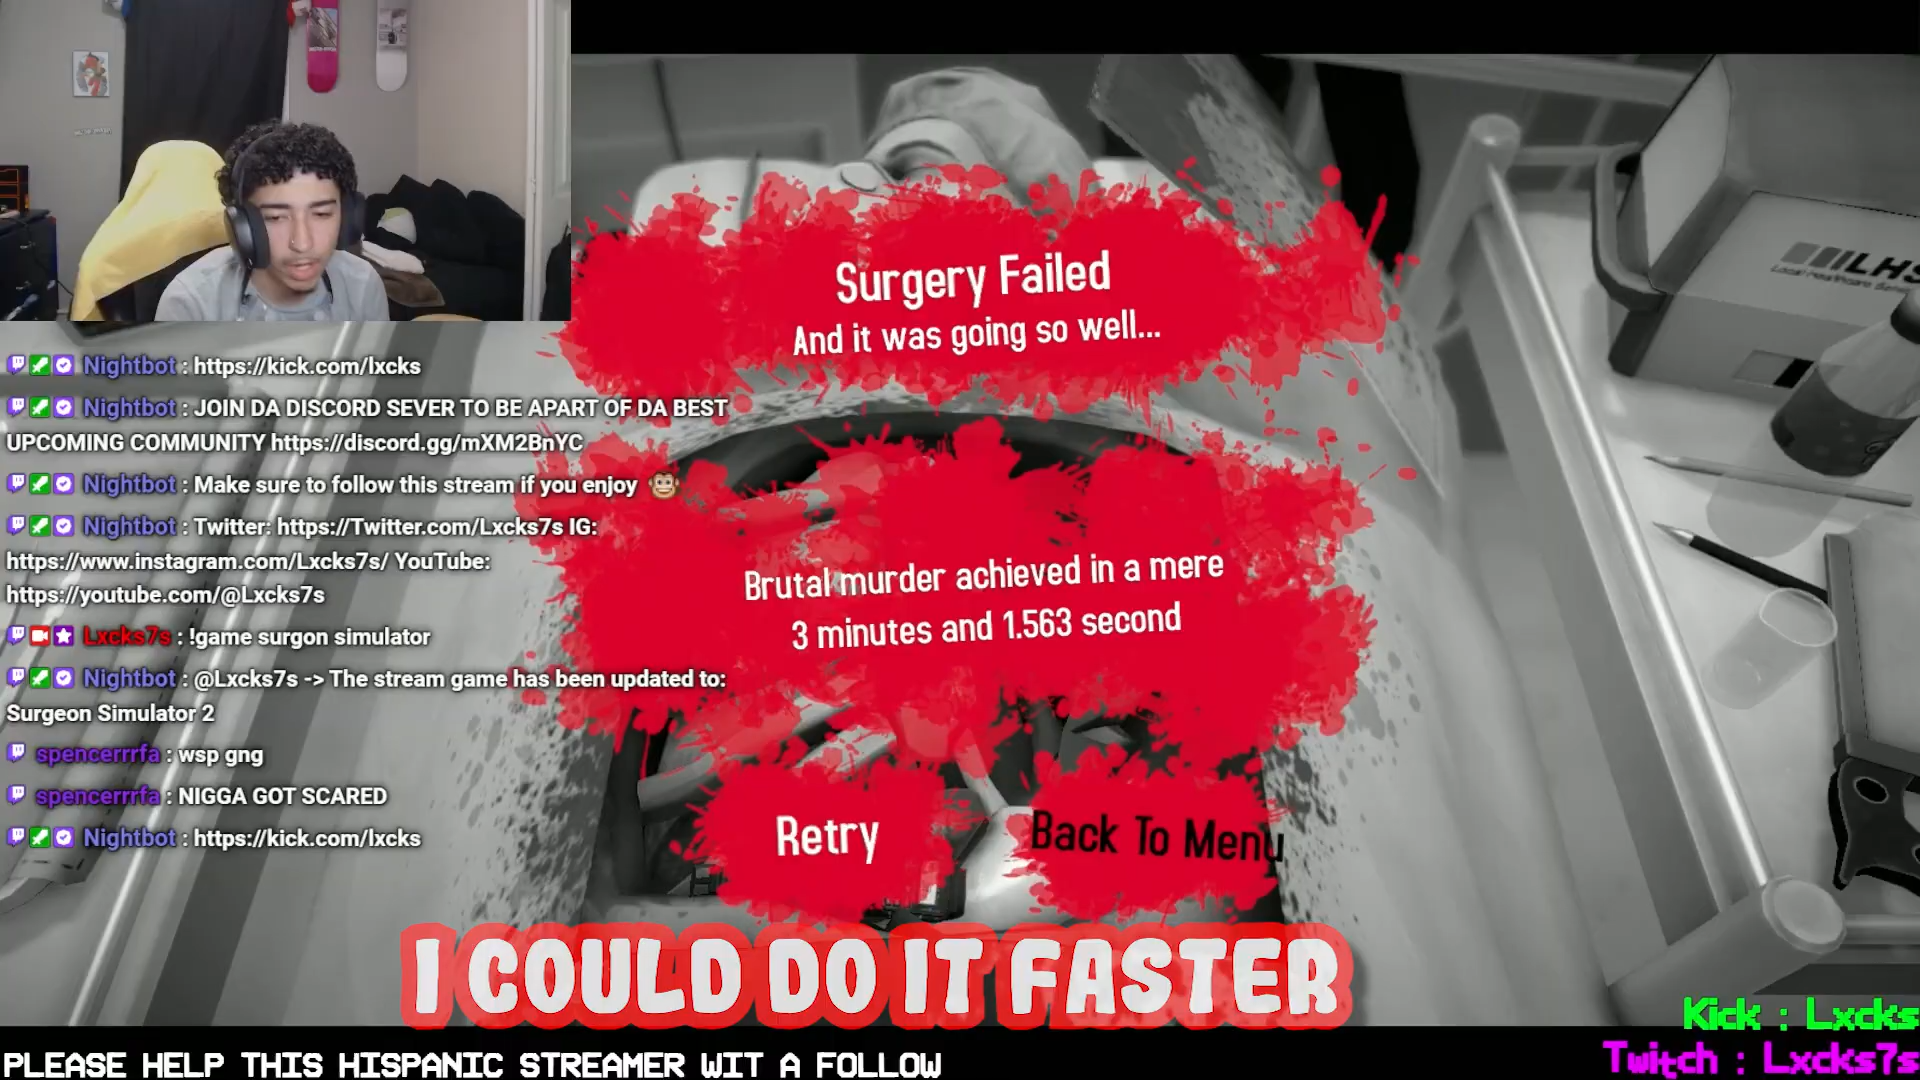 Surgery Failed
And it was going so well...
LHS
Nightbot : https://kick.com/lxcks
Nightbot : JOIN DA DISCORD SEVER TO BE APART OF DA BEST
UPCOMING COMMUNITY https://discord.gg/mXM2BnYC
Nightbot : Make sure to follow this stream if you enjoy 🐵
Nightbot : Twitter: https://Twitter.com/Lxcks7s IG:
https://www.instagram.com/Lxcks7s/ YouTube:
https://youtube.com/@Lxcks7s
Lxcks7s : !game surgon simulator
Nightbot : @Lxcks7s -> The stream game has been updated to:
Surgeon Simulator 2
spencerrrfa : wsp gng
spencerrrfa : NIGGA GOT SCARED
Nightbot : https://kick.com/lxcks
Brutal murder achieved in a mere
3 minutes and 1.563 second
Retry
Back To Menu
I COULD DO IT FASTER
Kick : Lxcks
Twitch : Lxcks7s
PLEASE HELP THIS HISPANIC STREAMER WIT A FOLLOW